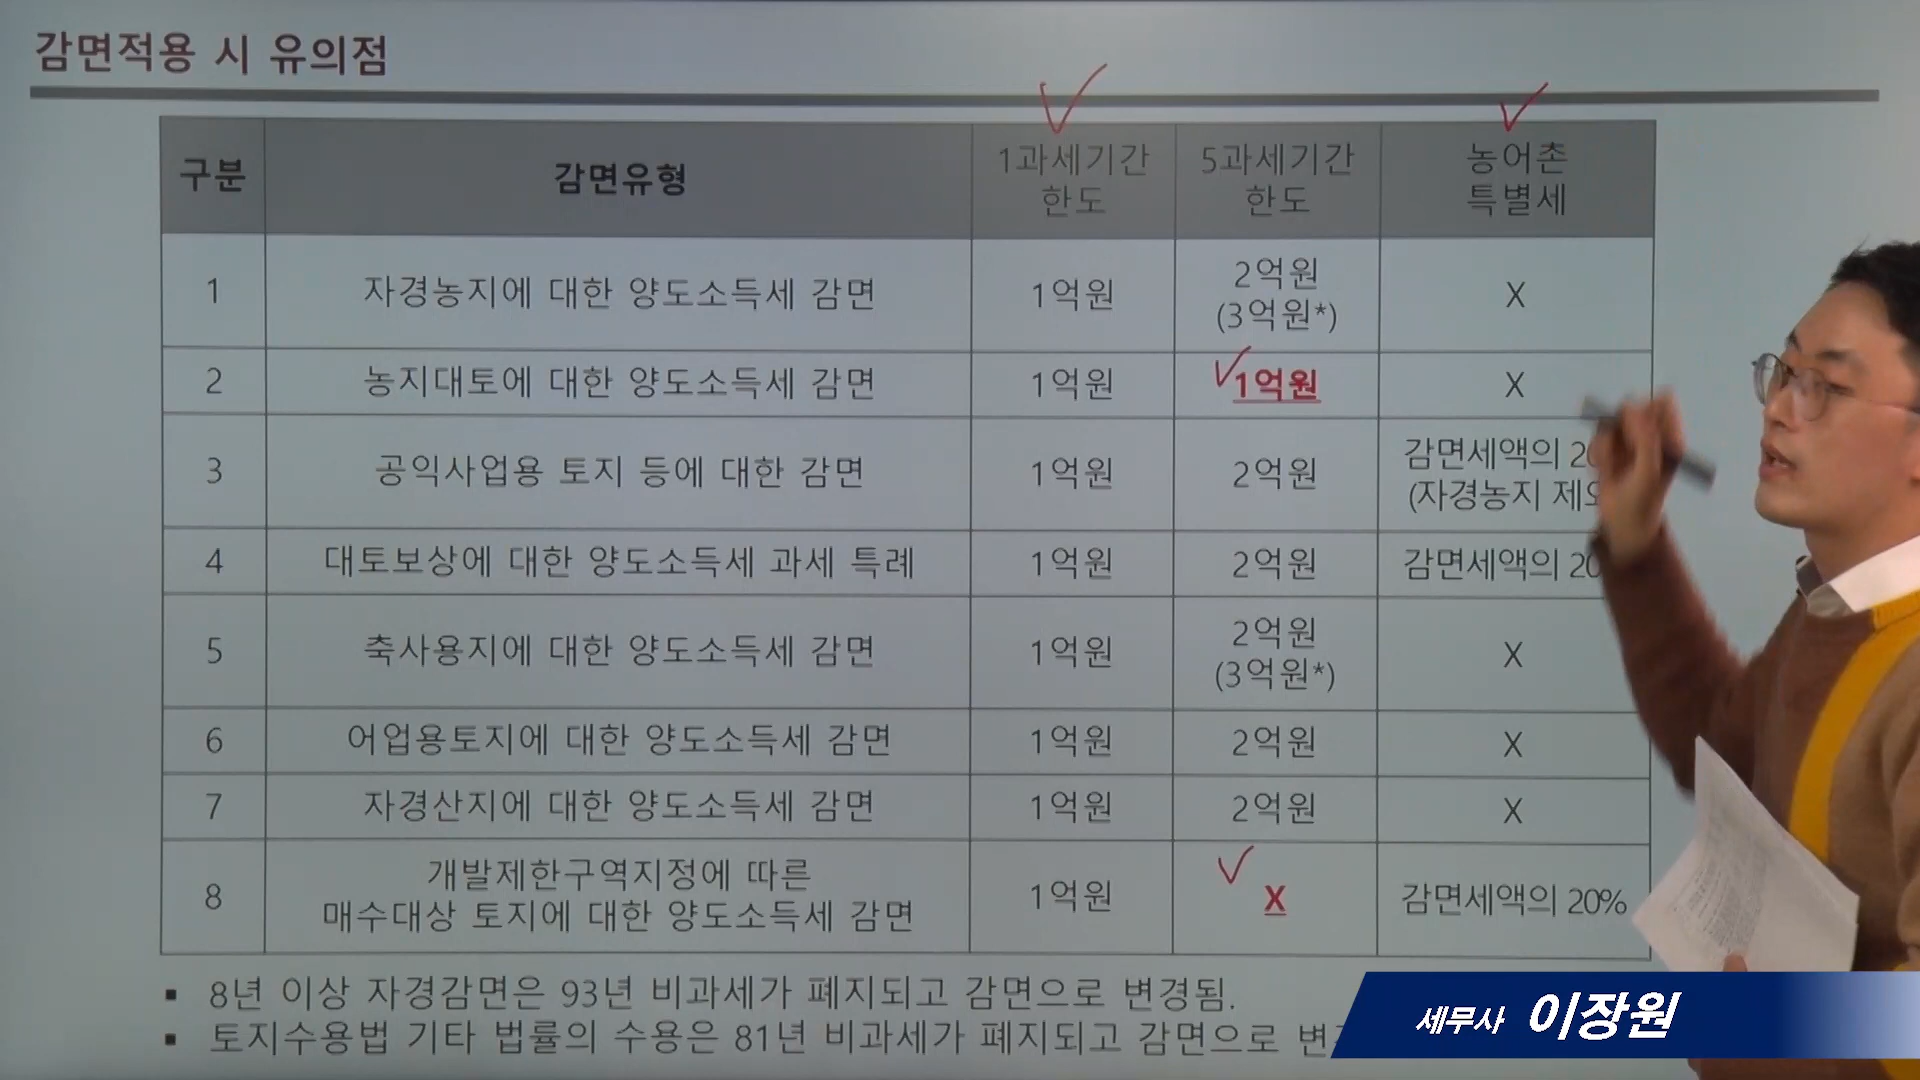 감면적용 시 유의점
구분 감면유형 1과세기간 한도 5과세기간 한도 농어촌 특별세
1 자경농지에 대한 양도소득세 감면 1억원 2억원 (3억원*) X
2 농지대토에 대한 양도소득세 감면 1억원 1억원 X
3 공익사업용 토지 등에 대한 감면 1억원 2억원 감면세액의 (자경농지
4 대토보상에 대한 양도소득세 과세 특례 1억원 2억원 감면세액의 20
5 축사용지에 대한 양도소득세 감면 1억원 2억원 (3억원*) X
6 어업용토지에 대한 양도소득세 감면 1억원 2억원 X
7 자경산지에 대한 양도소득세 감면 1억원 2억원 X
8 개발제한구역지정에 따른 매수대상 토지에 대한 양도소득세 감면 1억원 X 감면세액의 20%
▪ 8년 이상 자경감면은 93년 비과세가 폐지되고 감면으로 변경됨.
▪ 토지수용법 기타 법률의 수용은 81년 비과세가 폐지되고 감면으로
세무사 이장원